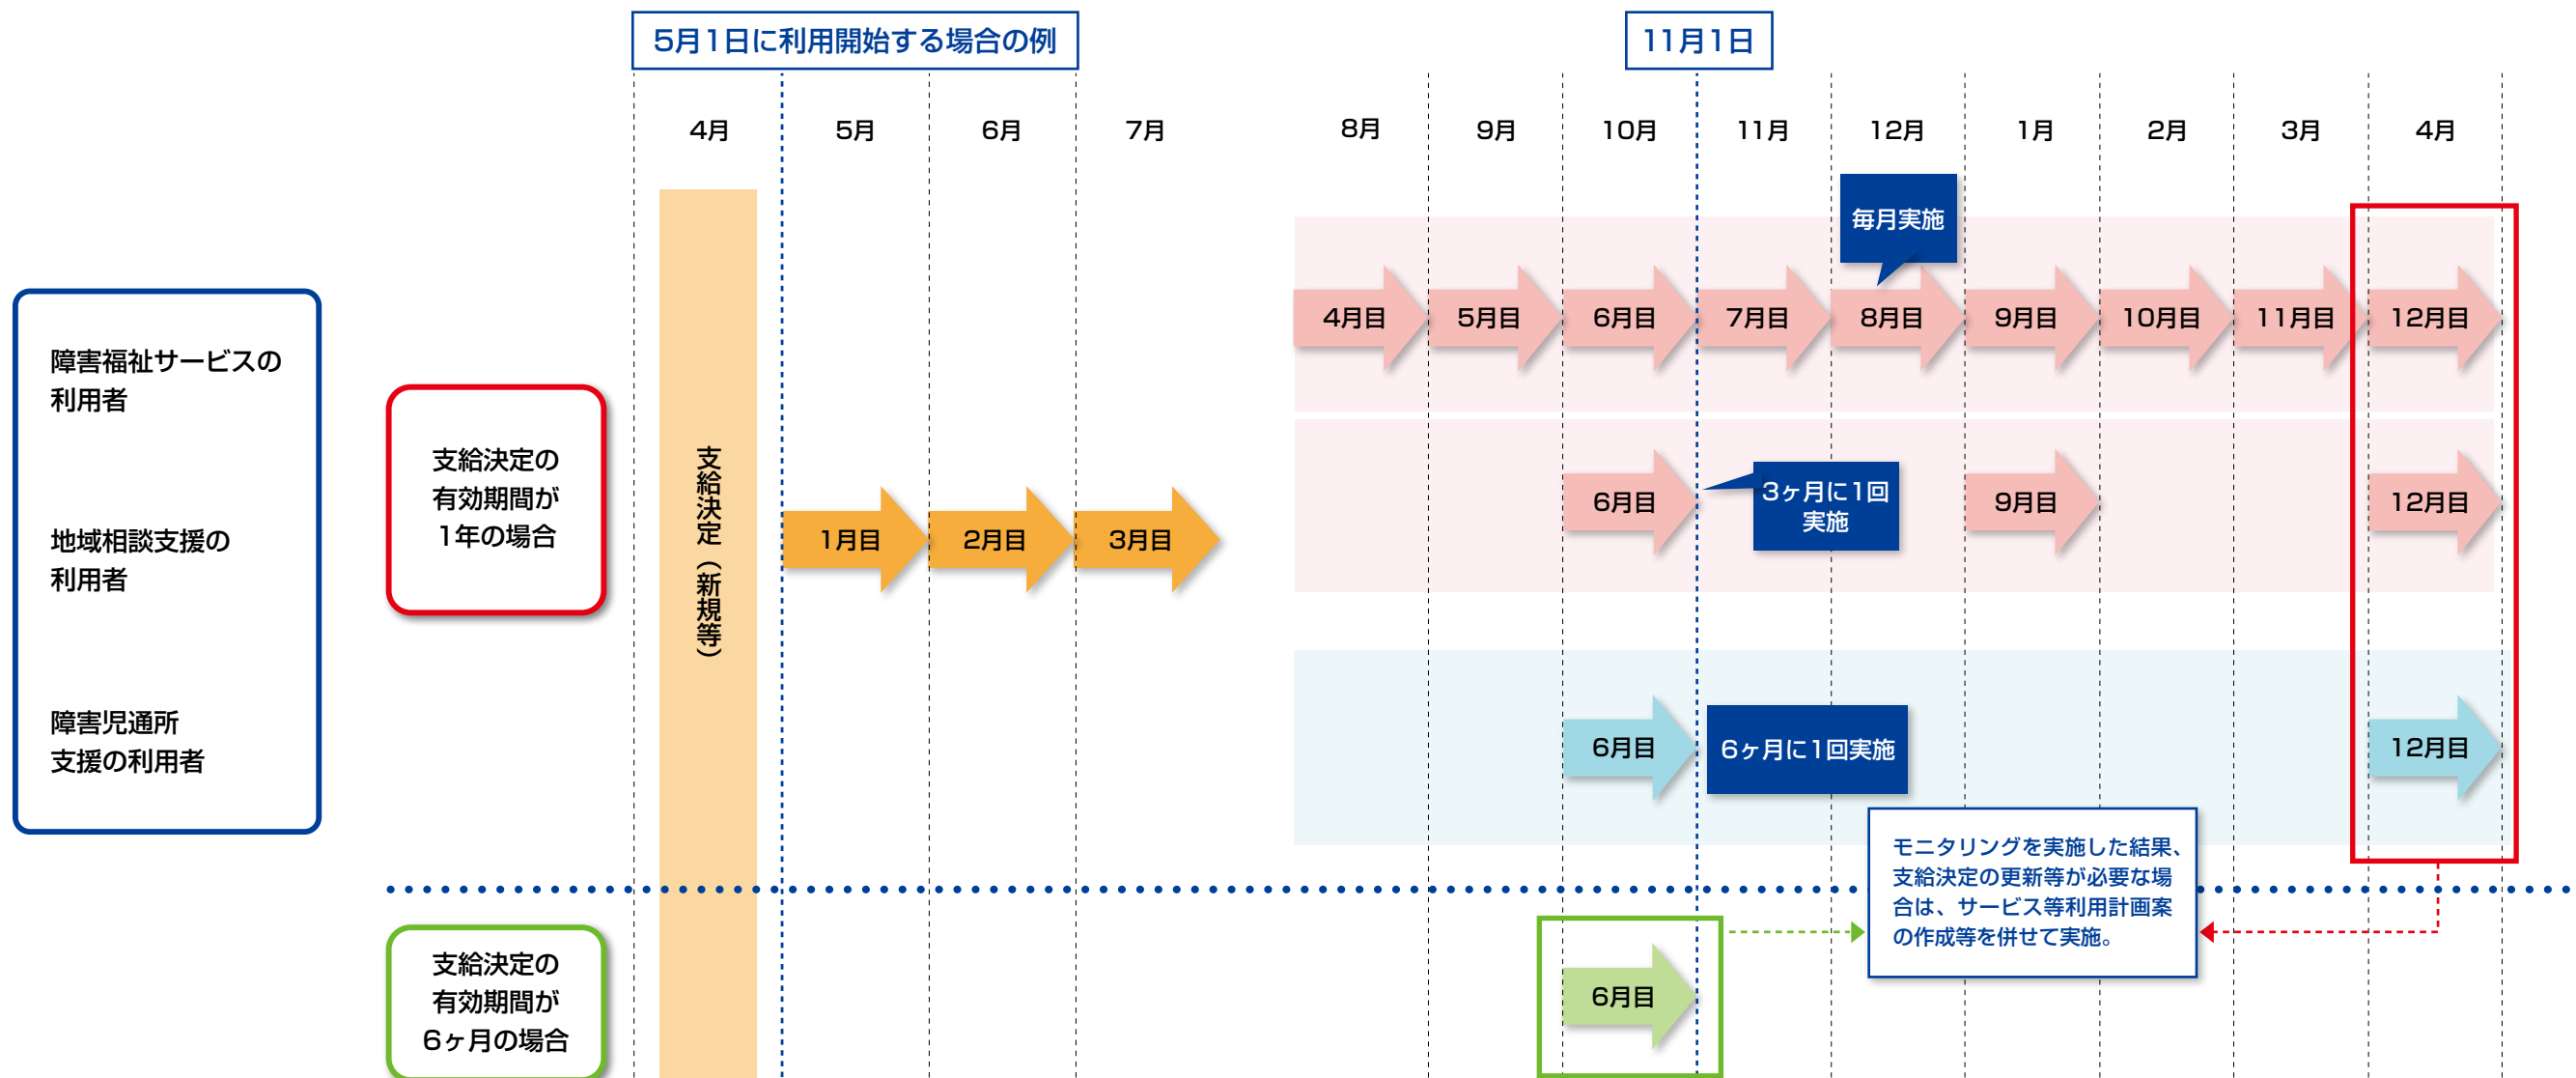 5月1日に利用開始する場合の例
11月1日
4月
5月
6月
7月
8月
9月
10月
11月
12月
1月
2月
3月
4月
障害福祉サービスの
利用者
地域相談支援の
利用者
障害児通所
支援の利用者
支給決定の
有効期間が
1年の場合
支給決定（新規等）
1月目
2月目
3月目
毎月実施
4月目
5月目
6月目
7月目
8月目
9月目
10月目
11月目
12月目
6月目
3ヶ月に1回
実施
9月目
12月目
6月目
6ヶ月に1回実施
12月目
モニタリングを実施した結果、
支給決定の更新等が必要な場
合は、サービス等利用計画案
の作成等を併せて実施。
支給決定の
有効期間が
6ヶ月の場合
6月目